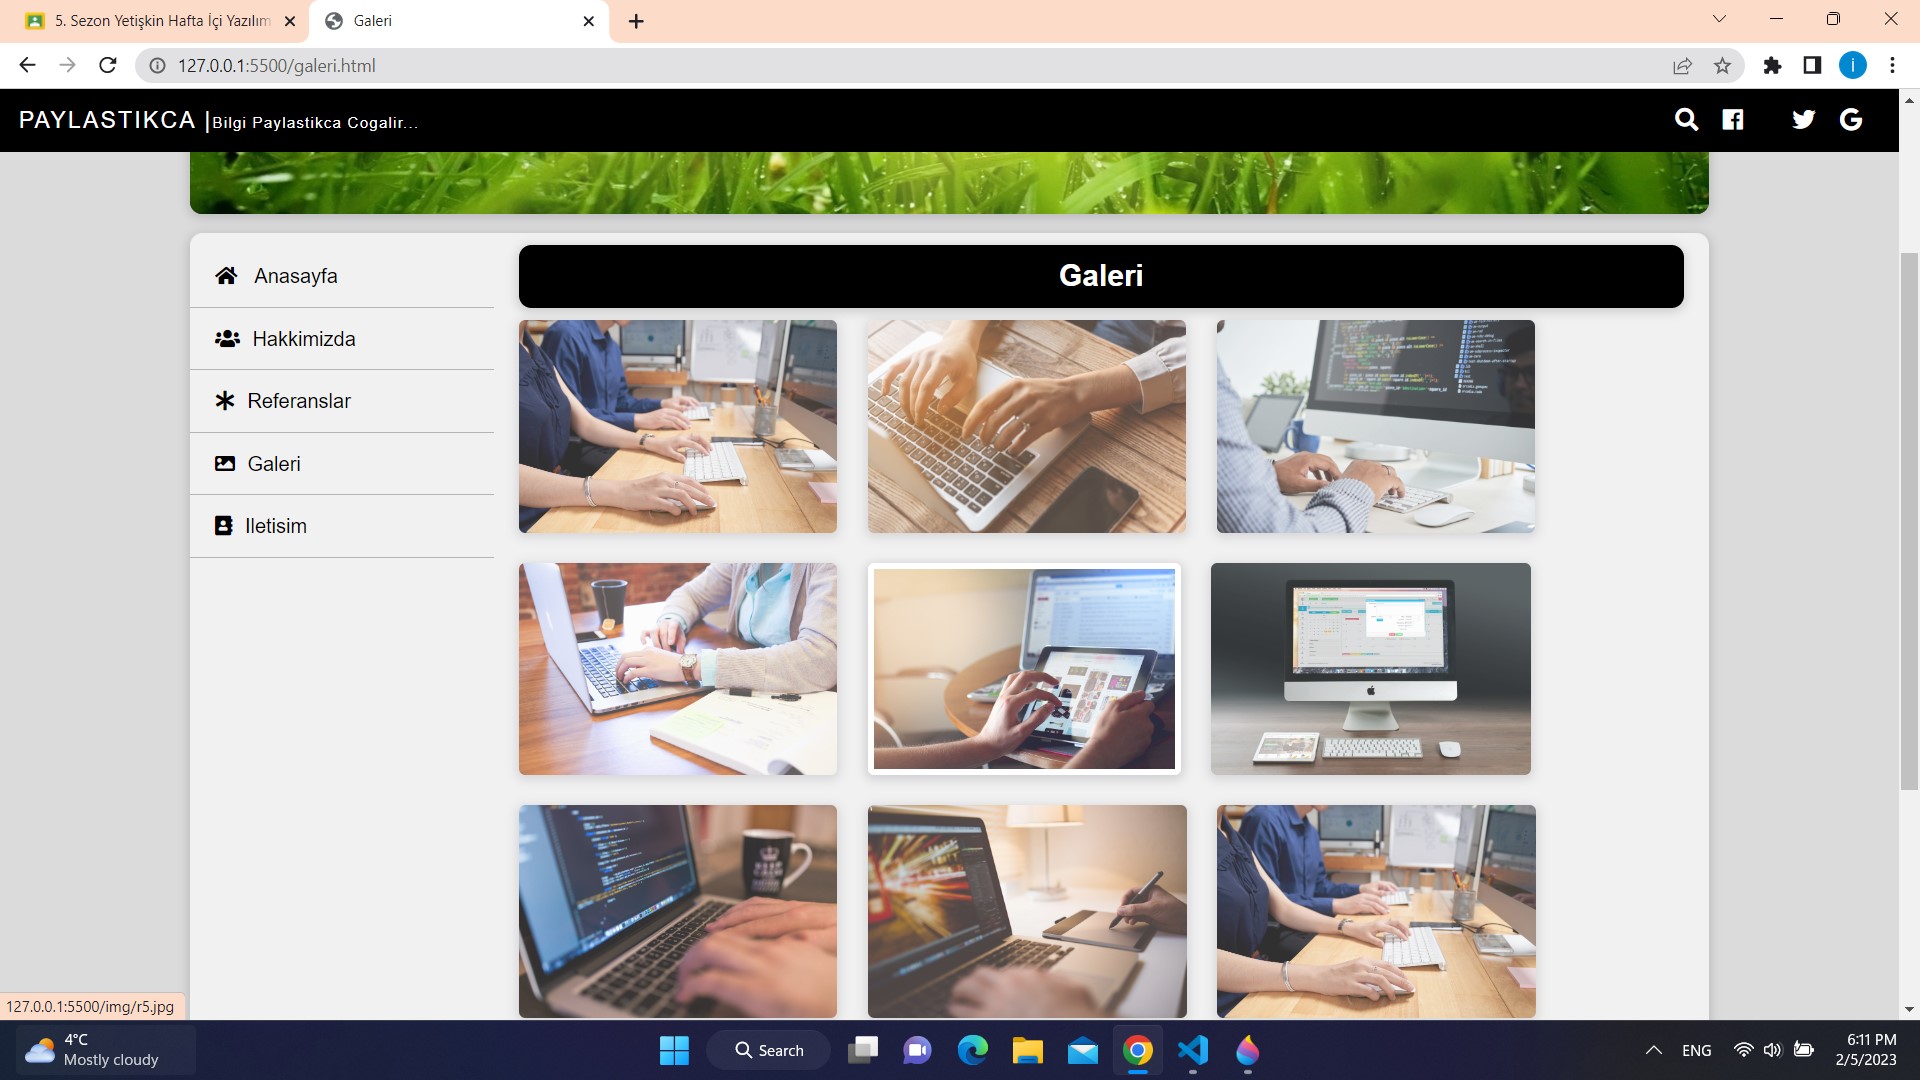 5. Sezon Yetişkin Hafta İçi Yazılım
Galeri
127.0.0.1:5500/galeri.html
i
PAYLASTIKCA |Bilgi Paylastikca Cogalir...
Anasayfa
Hakkimizda
Referanslar
Galeri
Iletisim
Galeri
KEEP
CALM
127.0.0.1:5500/img/r5.jpg
4°C
Mostly cloudy
Search
ENG
6:11 PM
2/5/2023